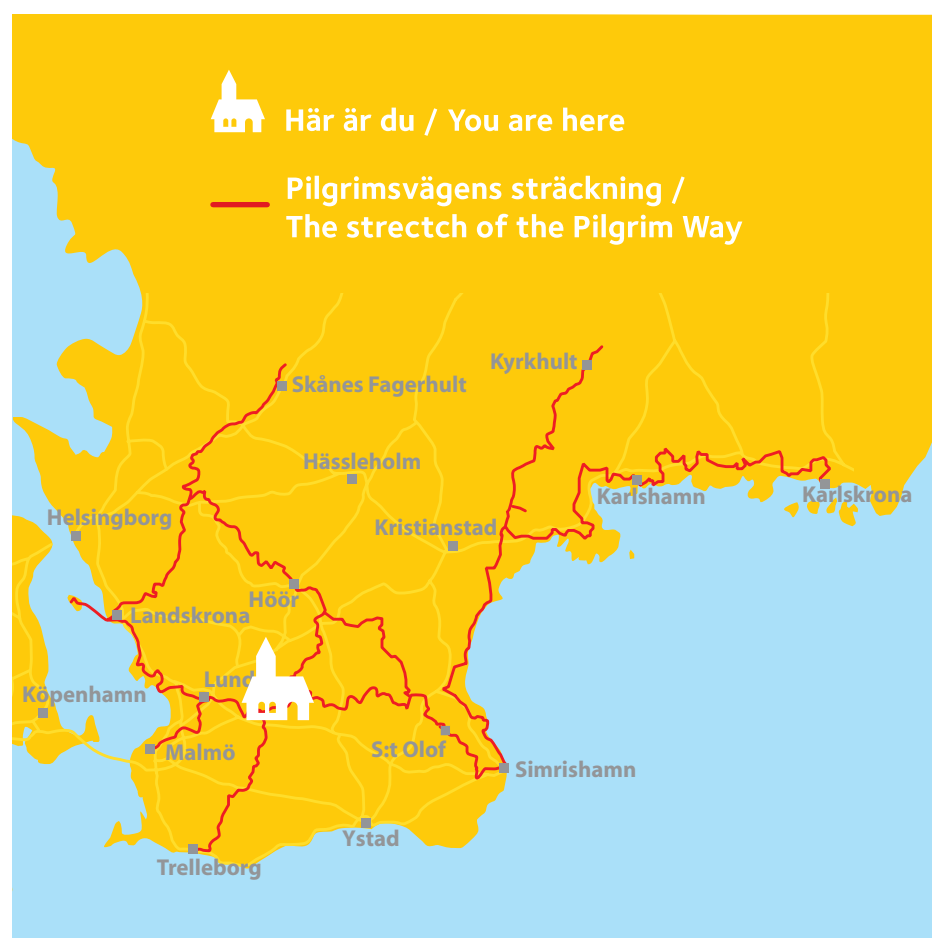 Här är du / You are here
Pilgrimsvägens sträckning /
The strectch of the Pilgrim Way
Kyrkhult
Skånes Fagerhult
Hässleholm
Karlshamn
Karlskrona
Helsingborg
Kristianstad
Höör
Landskrona
Lund
Köpenhamn
Malmö
S:t Olof
Simrishamn
Ystad
Trelleborg